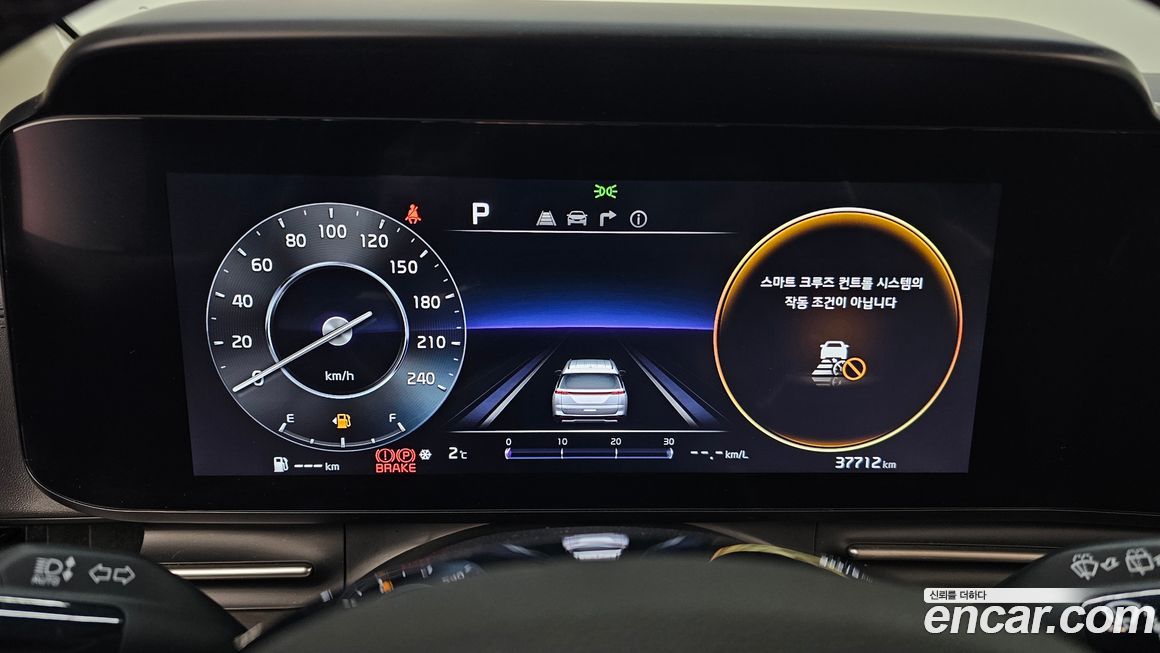 P
스마트 크루즈 컨트롤 시스템의
작동 조건이 아닙니다
0
20
40
60
80
100
120
150
180
210
240
km/h
E
F
--- km
BRAKE
2℃
0 10 20 30
--.- km/L
37712 km
AUTO
신뢰를 더하다
encar.com